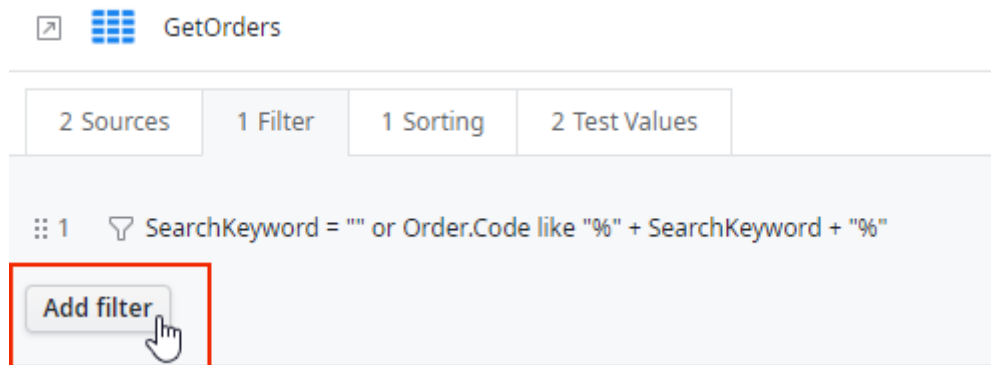 GetOrders
2 Sources 1 Filter 1 Sorting 2 Test Values
1 SearchKeyword = "" or Order.Code like "%" + SearchKeyword + "%"
Add filter